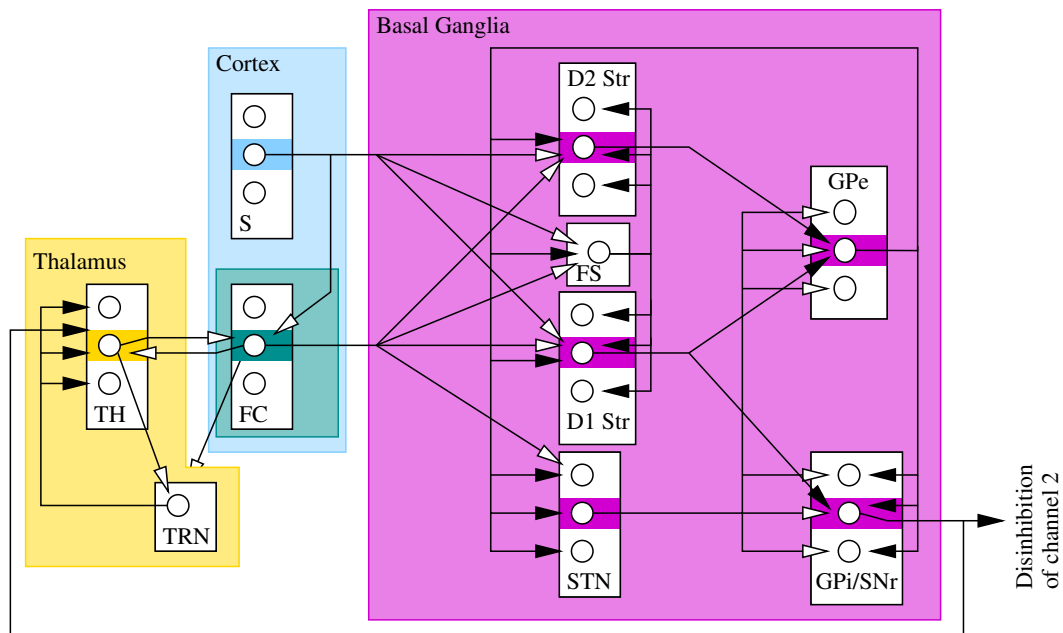 Basal Ganglia
Cortex
D2 Str
S
GPe
Thalamus
FS
TH
FC
D1 Str
TRN
STN
GPi/SNr
Disinhibition
of channel 2